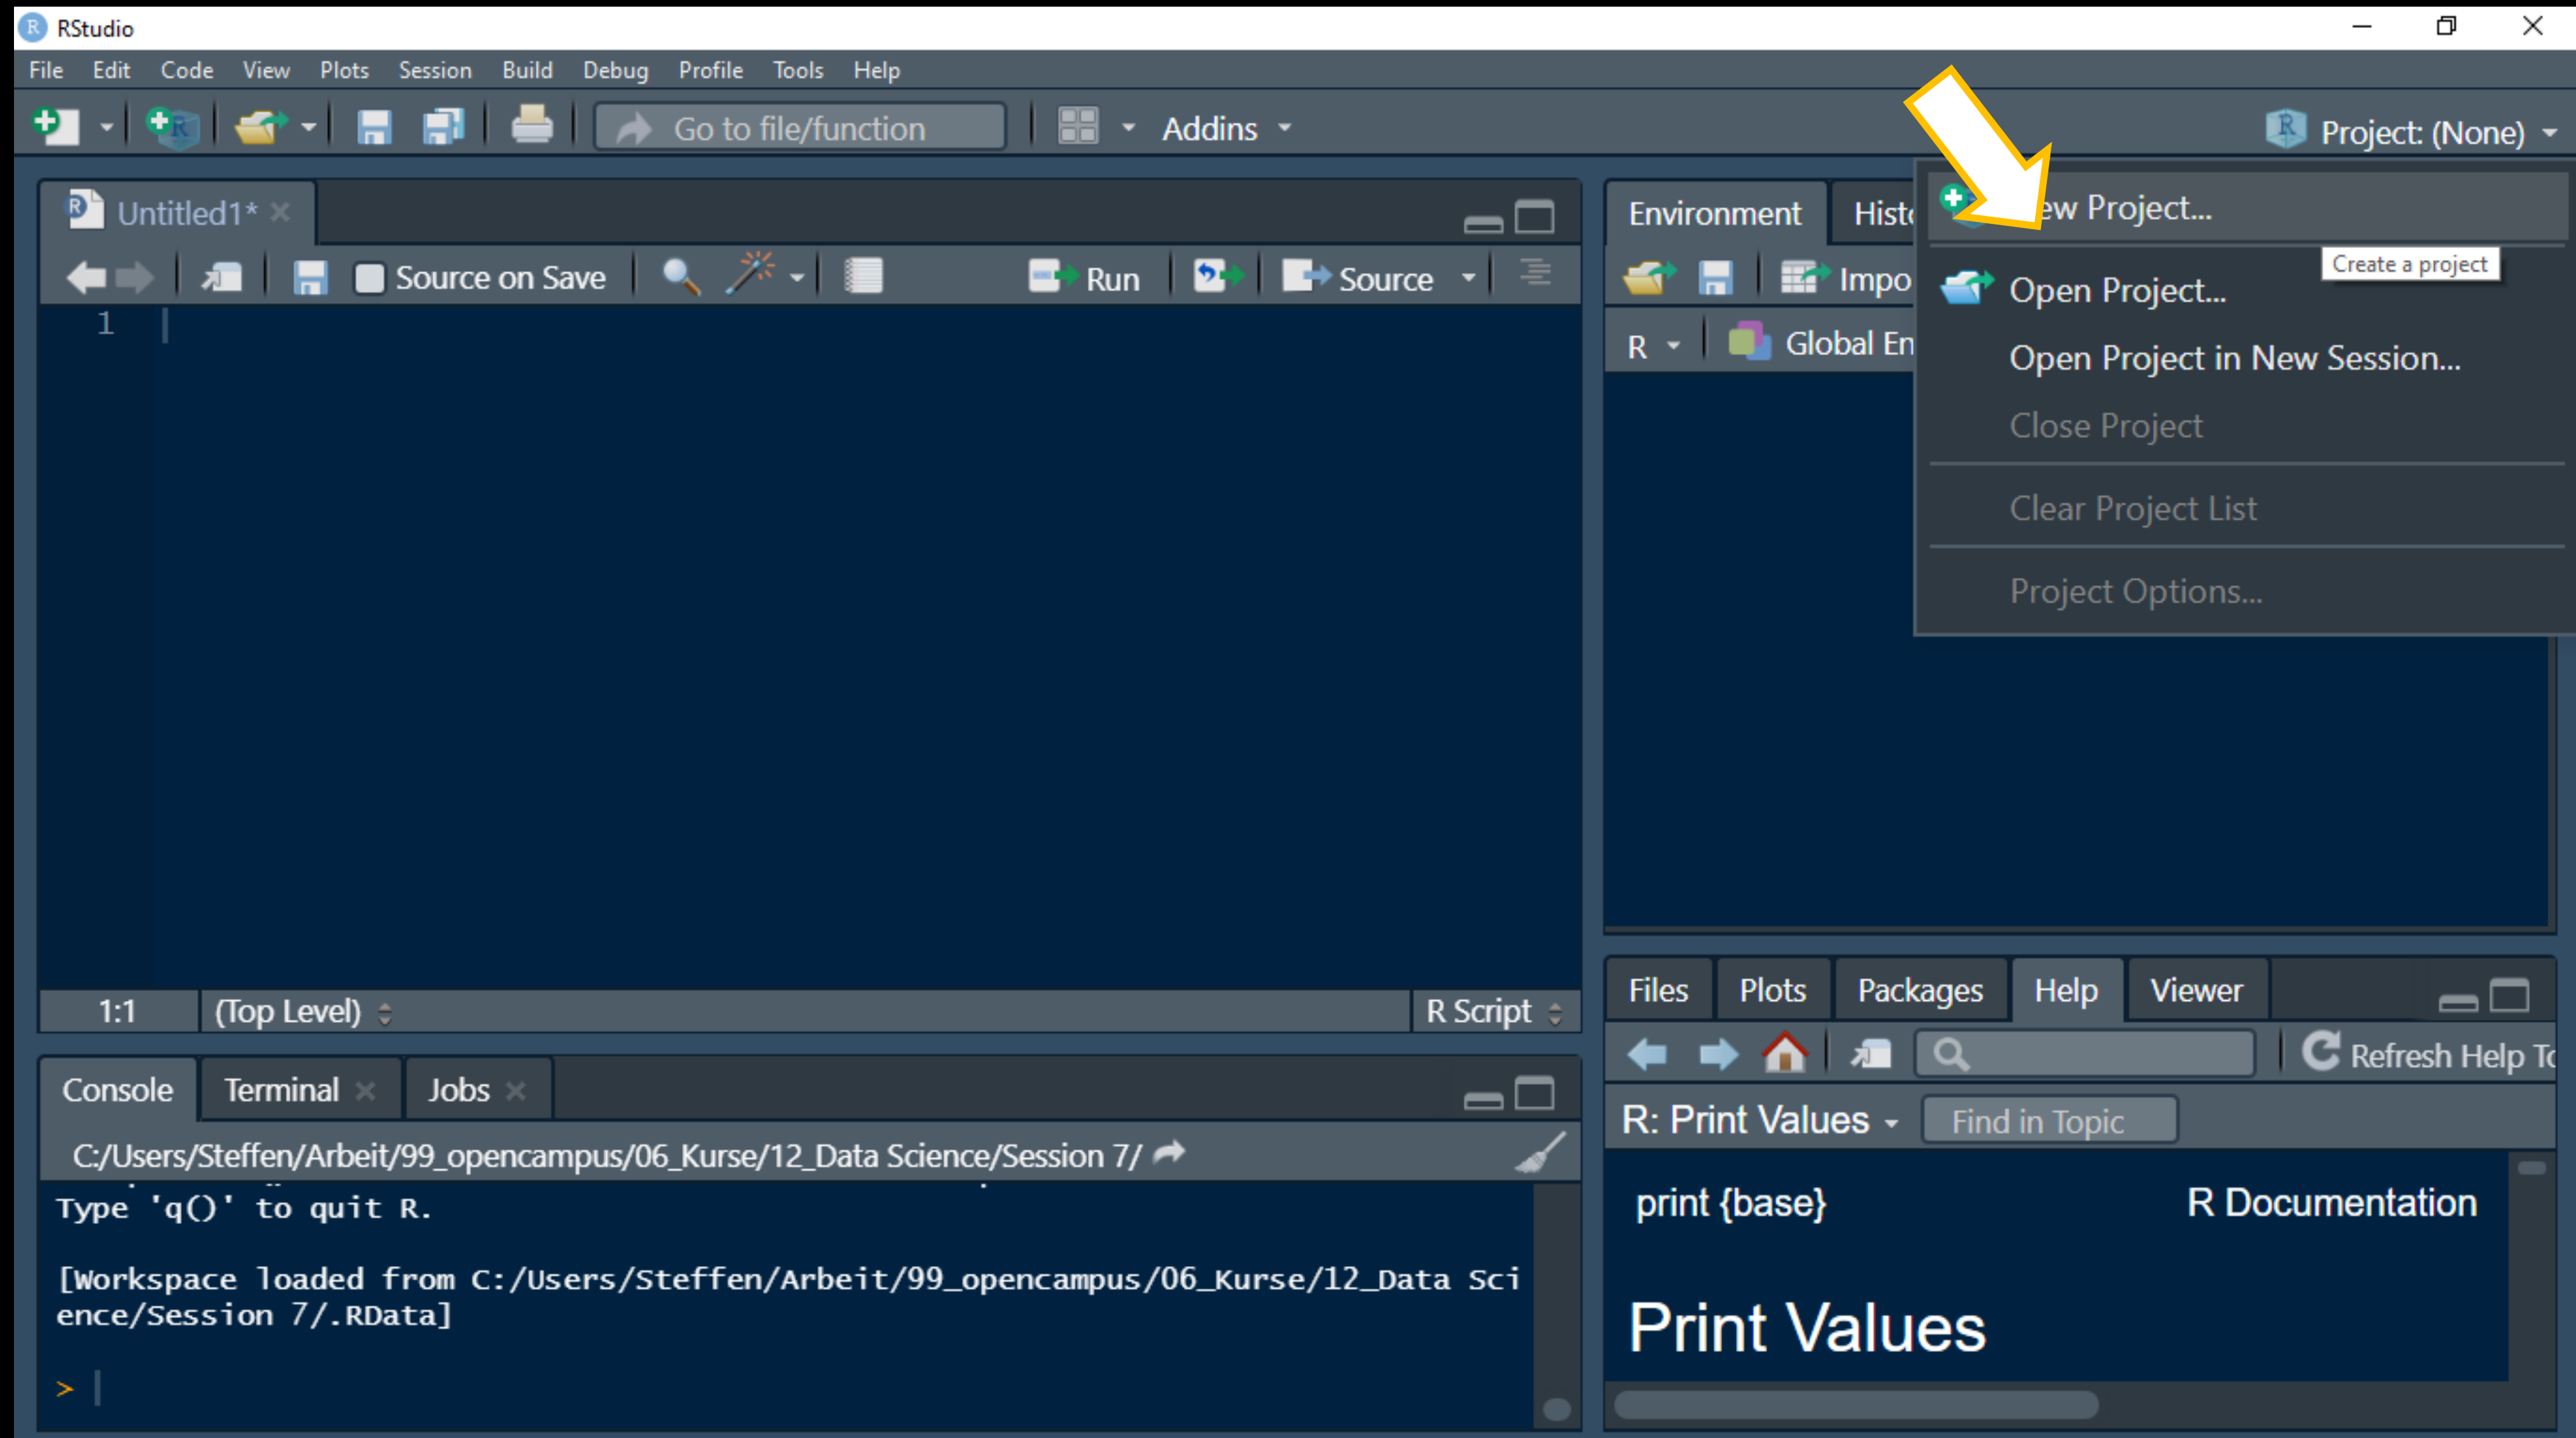 RStudio
File Edit Code View Plots Session Build Debug Profile Tools Help
Go to file/function Addins Project: (None)
Untitled1*
Source on Save Run Source
1
1:1 (Top Level) R Script
Console Terminal Jobs
C:/Users/Steffen/Arbeit/99_opencampus/06_Kurse/12_Data Science/Session 7/
Type 'q()' to quit R.
[Workspace loaded from C:/Users/Steffen/Arbeit/99_opencampus/06_Kurse/12_Data Sci
ence/Session 7/.RData]
>
Environment Histo
Impo
R Global En
ew Project...
Create a project
Open Project...
Open Project in New Session...
Close Project
Clear Project List
Project Options...
Files Plots Packages Help Viewer
Refresh Help To
R: Print Values Find in Topic
print {base} R Documentation
Print Values